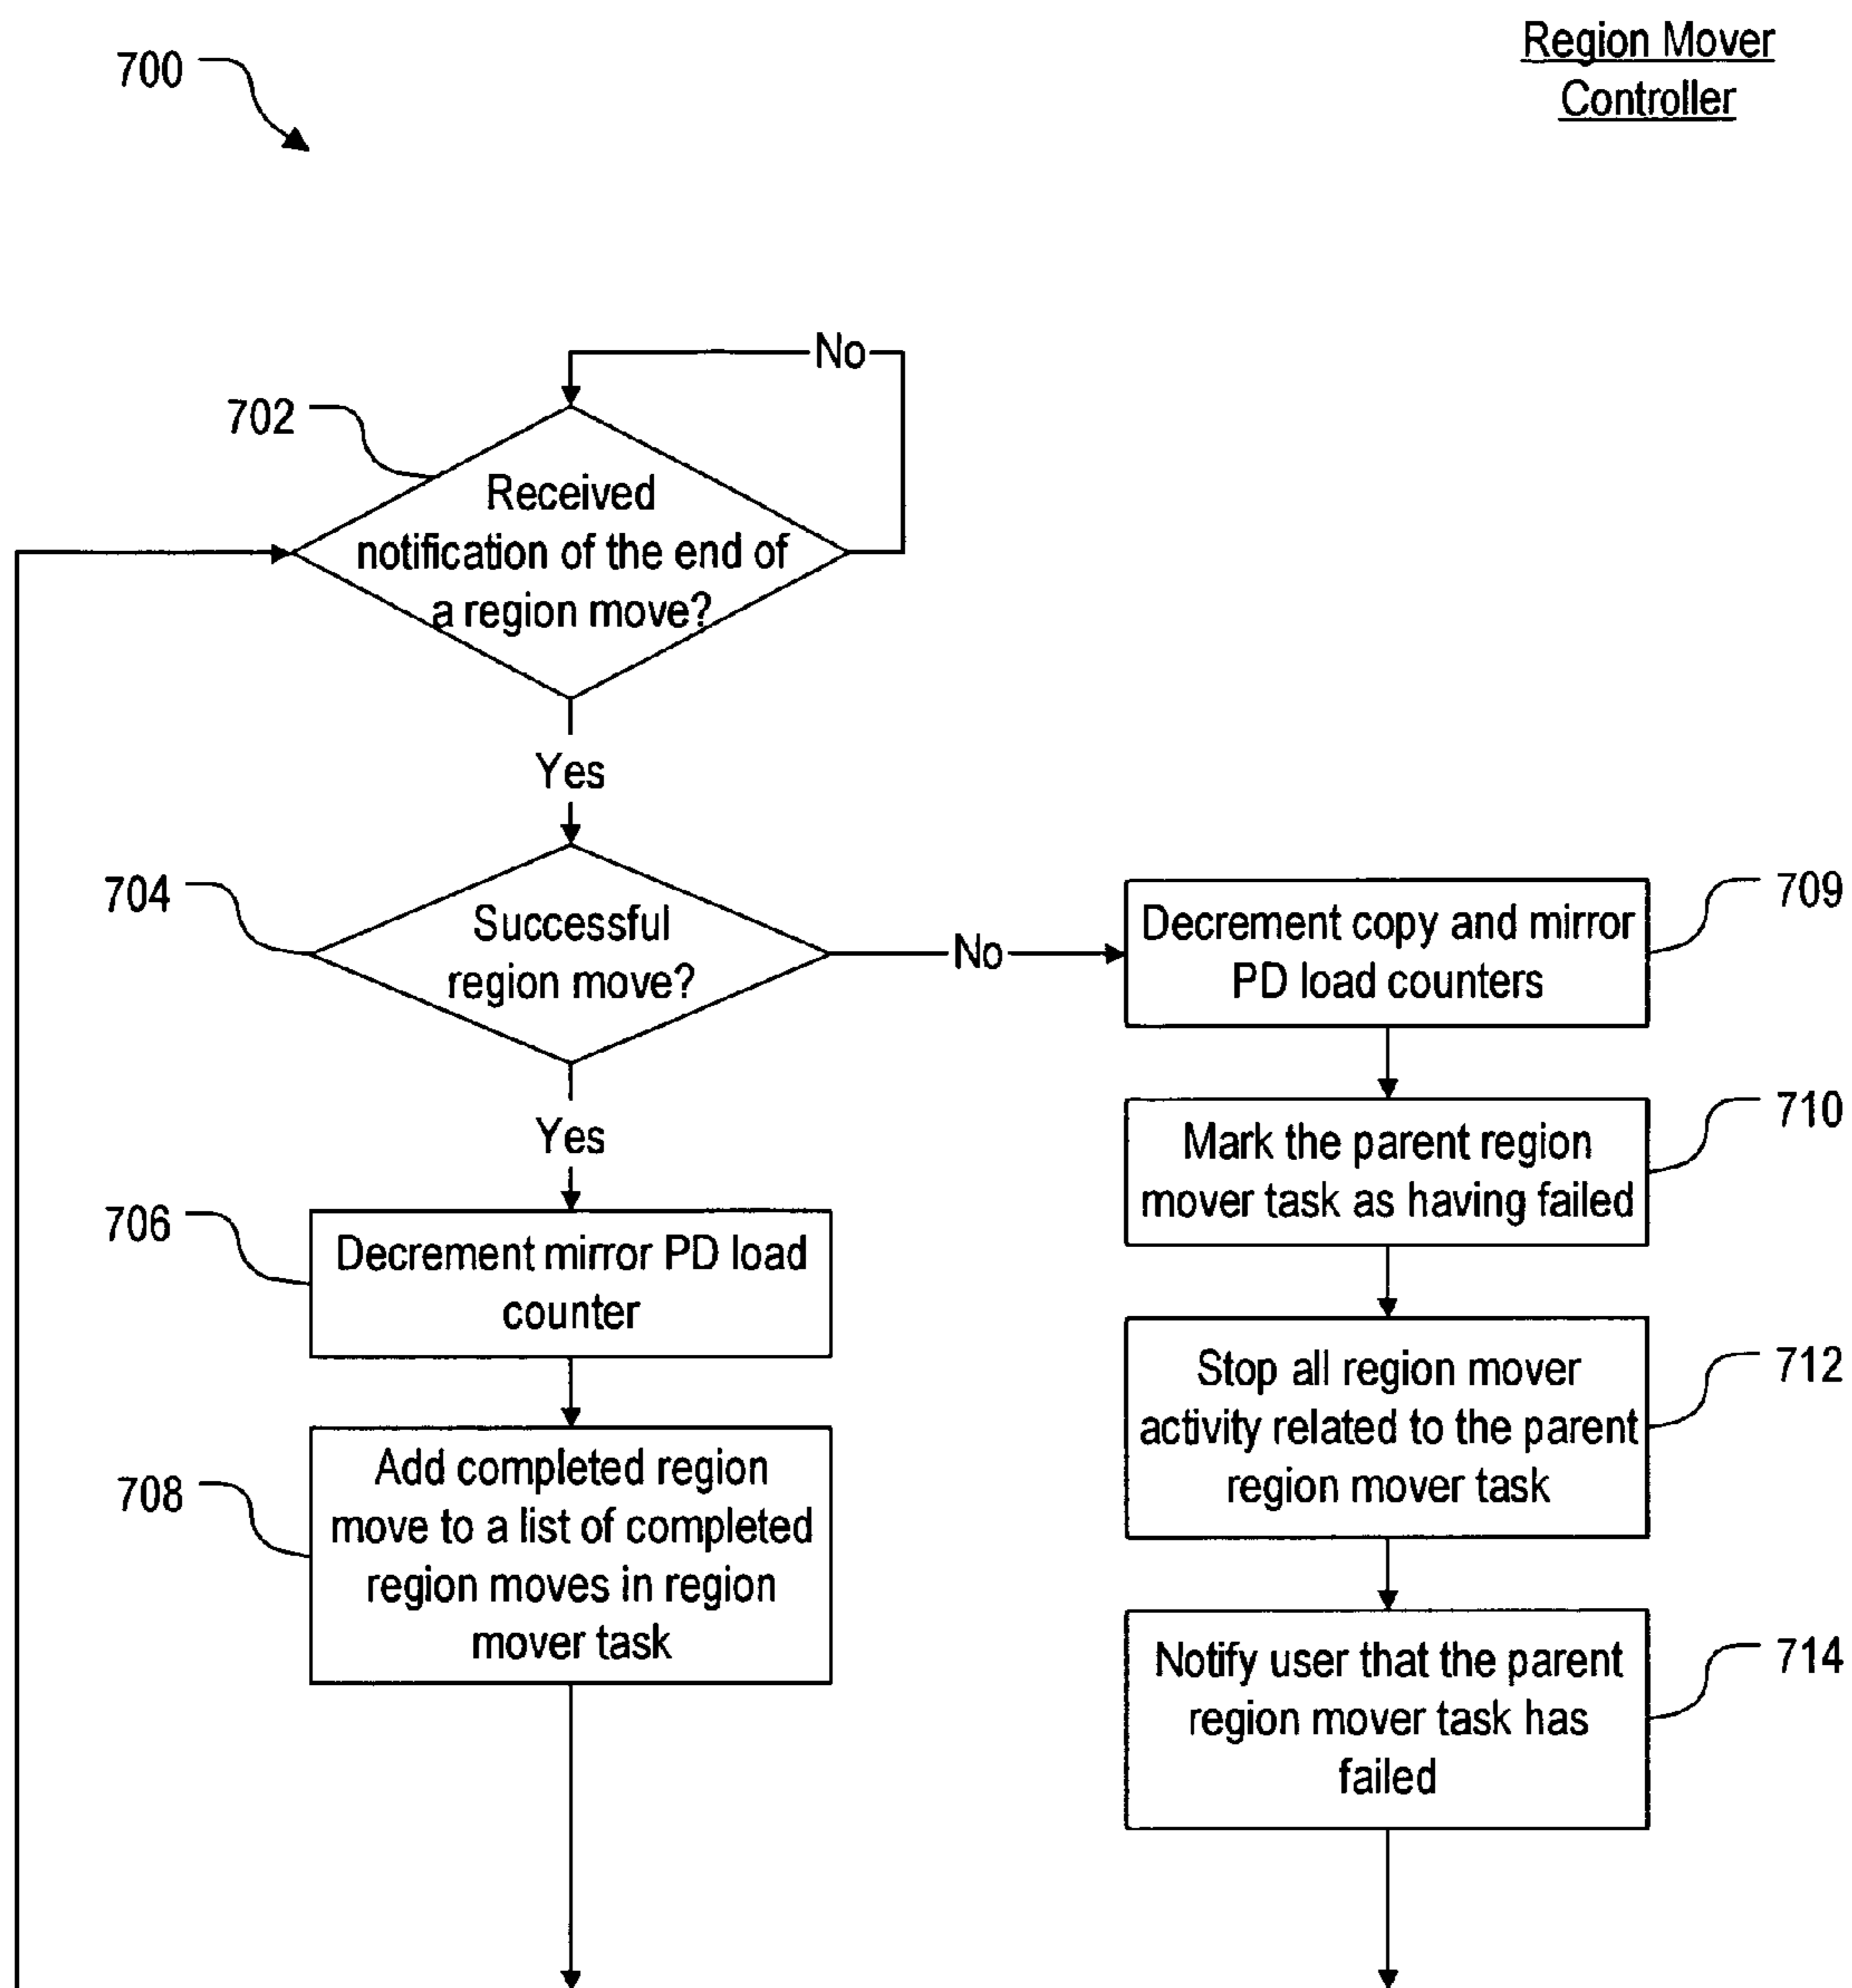 700
Region Mover
Controller
No
702
Received
notification of the end of
a region move?
Yes
704
Successful
region move?
No
Decrement copy and mirror
PD load counters
709
Yes
Mark the parent region
mover task as having failed
710
706
Decrement mirror PD load
counter
Stop all region mover
activity related to the parent
region mover task
712
708
Add completed region
move to a list of completed
region moves in region
mover task
Notify user that the parent
region mover task has
failed
714